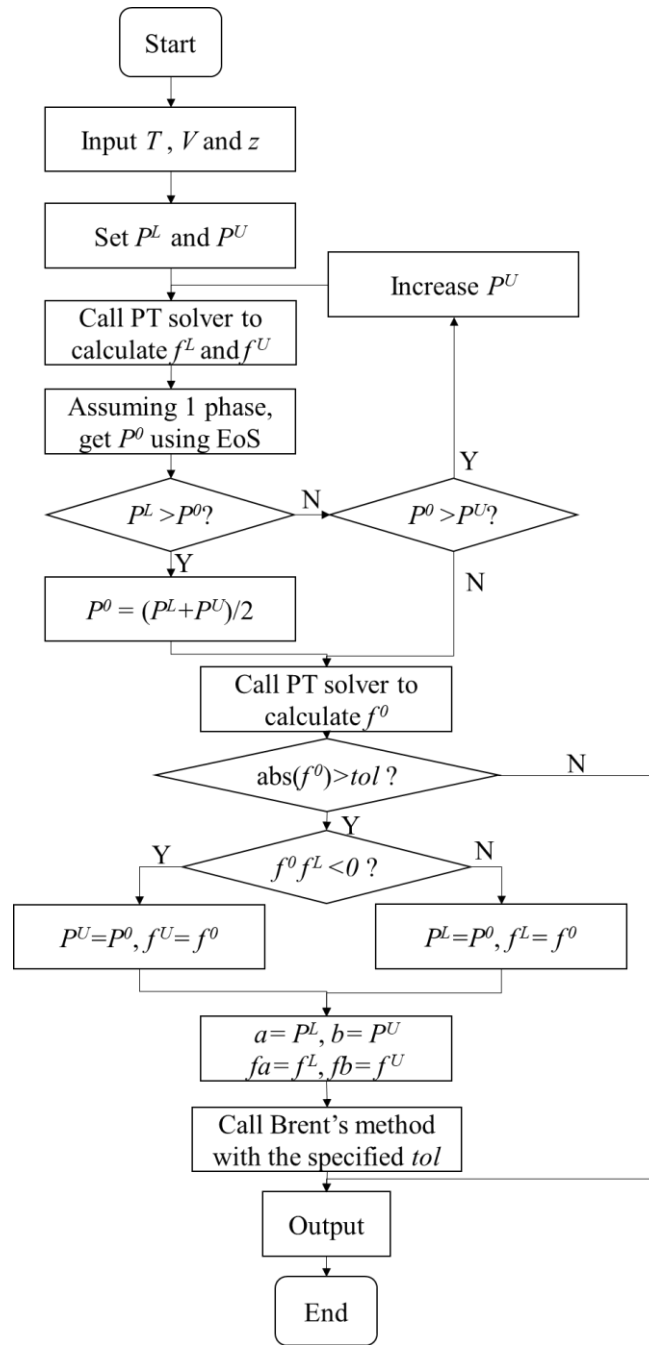 Start
Input T , V and z
Set P^L and P^U
Increase P^U
Call PT solver to
calculate f^L and f^U
Assuming 1 phase,
get P^0 using EoS
Y
P^L >P^0?
N
P^0 >P^U?
Y
N
P^0 = (P^L+P^U)/2
Call PT solver to
calculate f^0
abs(f^0)>tol ?
N
Y
Y
f^0 f^L <0 ?
N
P^U=P^0, f^U= f^0
P^L=P^0, f^L= f^0
a= P^L, b= P^U
fa= f^L, fb= f^U
Call Brent’s method
with the specified tol
Output
End